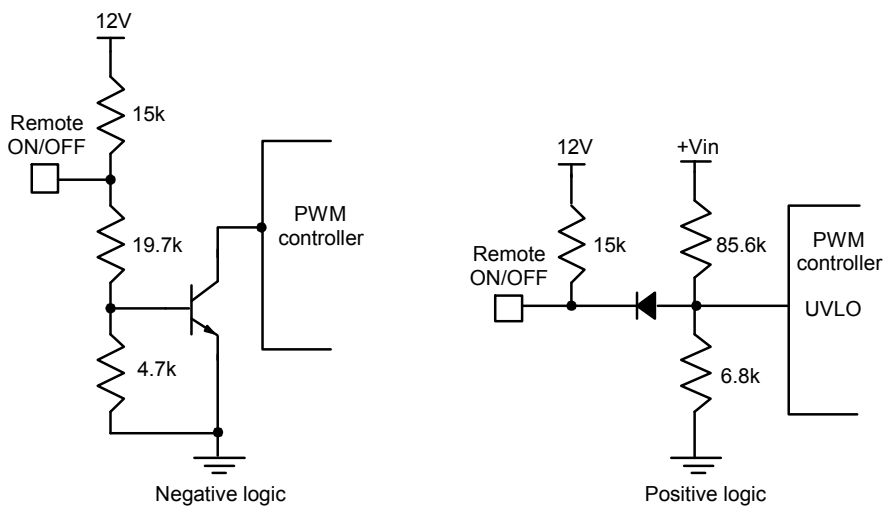 12V
15k
Remote
ON/OFF
19.7k
4.7k
PWM
controller
Negative logic
12V
+Vin
15k
85.6k
Remote
ON/OFF
PWM
controller
UVLO
6.8k
Positive logic